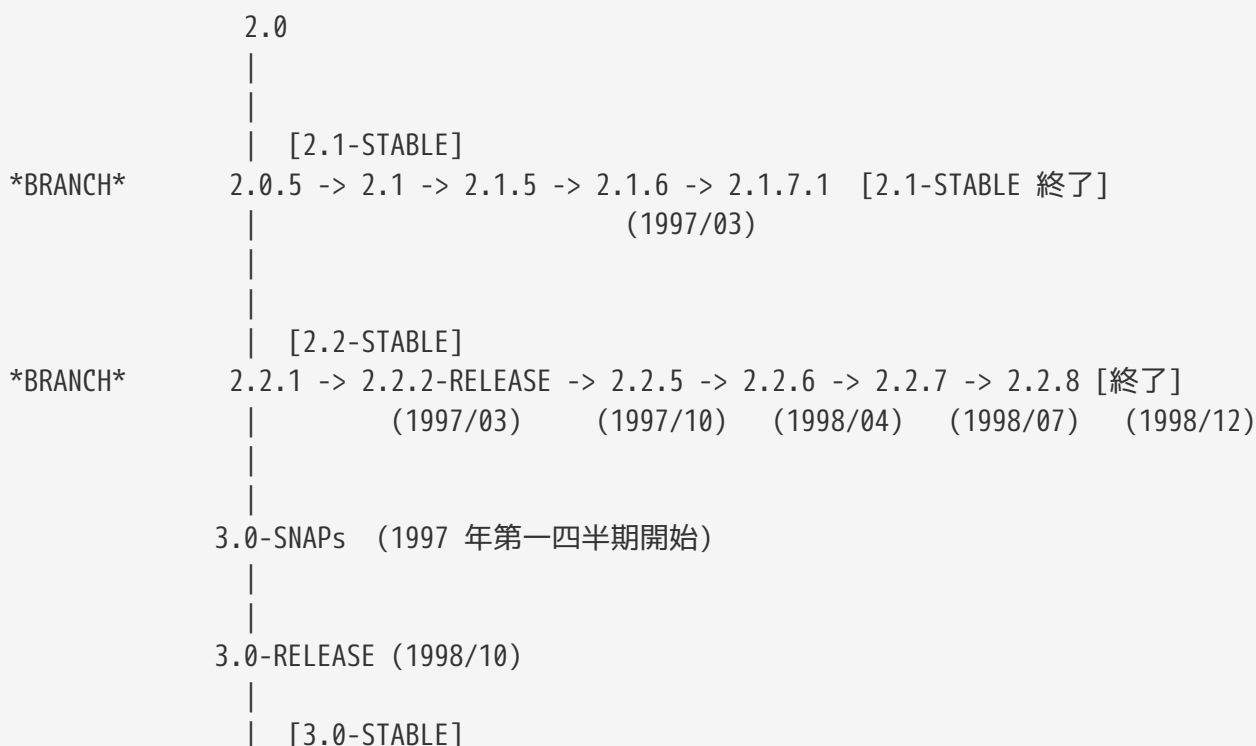 2.0
|
|
| [2.1-STABLE]
*BRANCH* 2.0.5 -> 2.1 -> 2.1.5 -> 2.1.6 -> 2.1.7.1 [2.1-STABLE 終了]
| (1997/03)
|
|
| [2.2-STABLE]
*BRANCH* 2.2.1 -> 2.2.2-RELEASE -> 2.2.5 -> 2.2.6 -> 2.2.7 -> 2.2.8 [終了]
| (1997/03) (1997/10) (1998/04) (1998/07) (1998/12)
|
|
3.0-SNAPs (1997 年第一四半期開始)
|
|
3.0-RELEASE (1998/10)
|
| [3.0-STABLE]